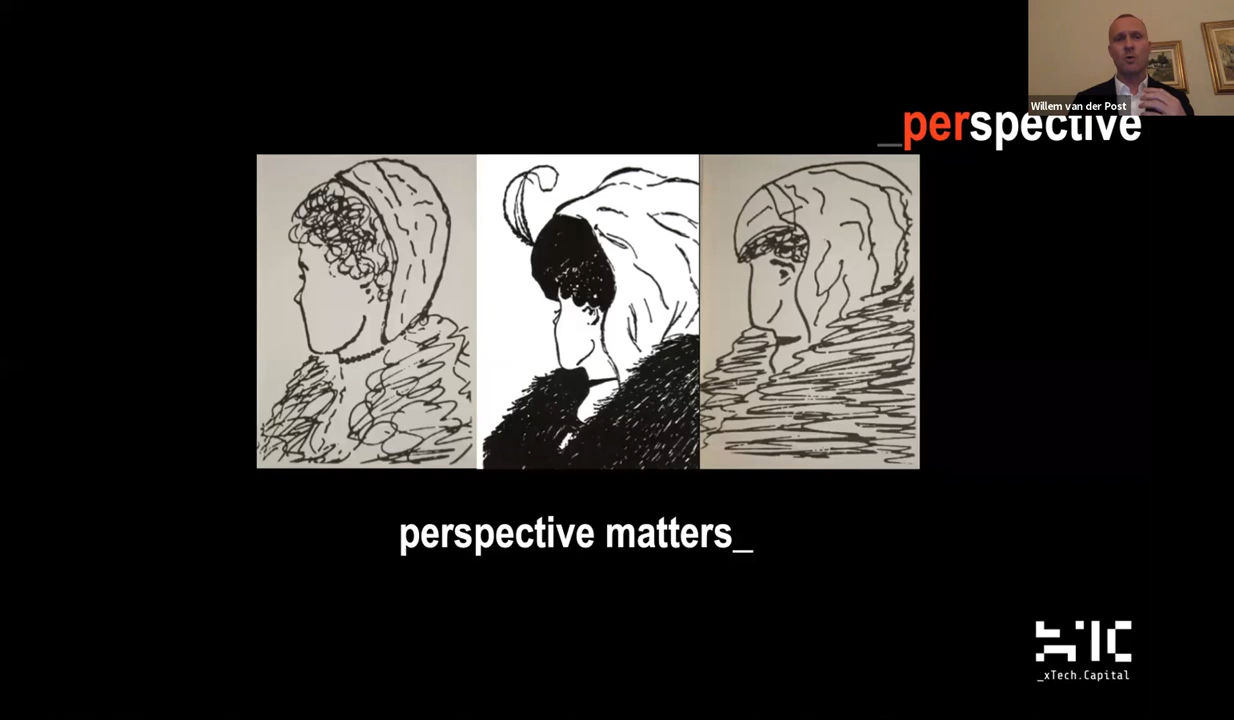 Willem van der Post
_perspective
perspective matters_
_xTech.Capital